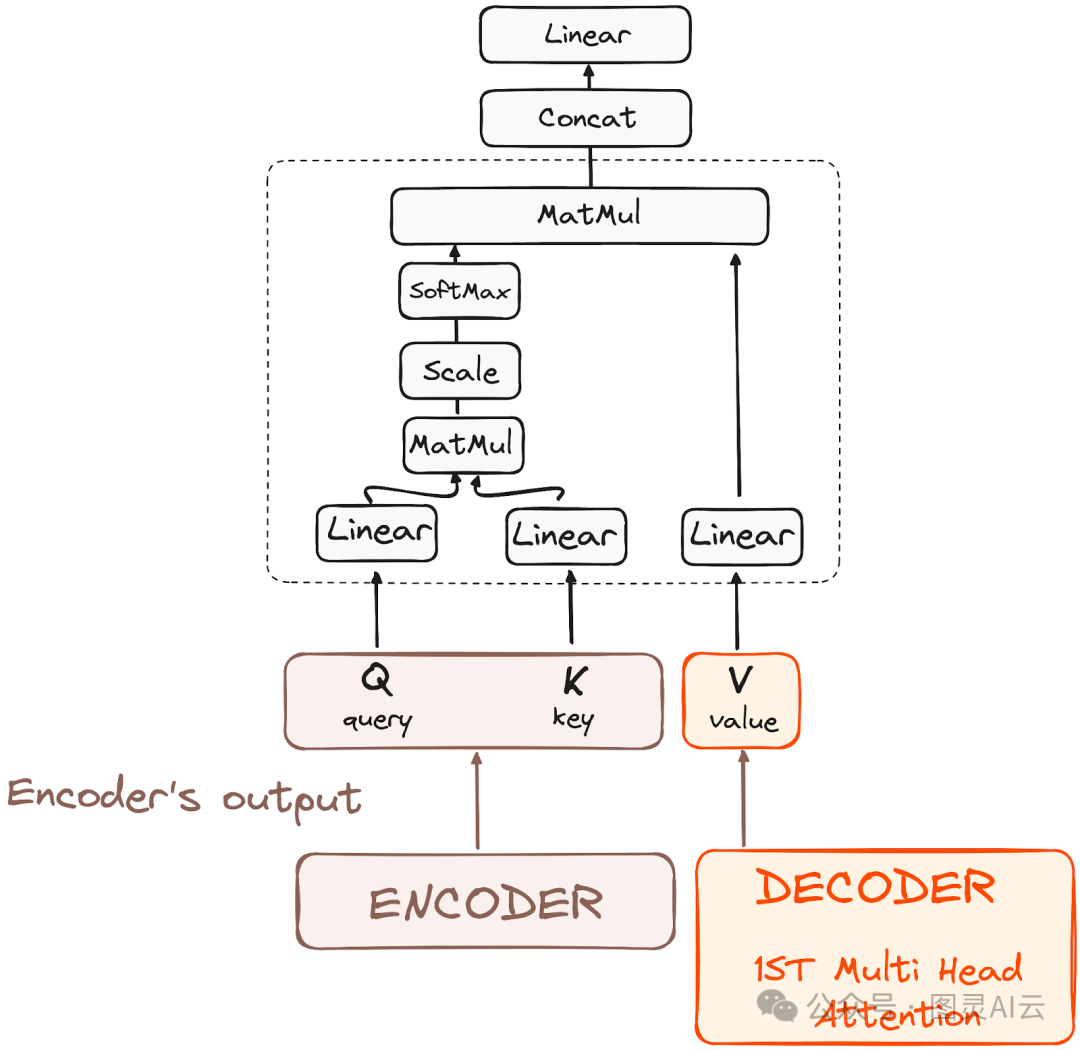 Linear
Concat
MatMul
SoftMax
Scale
MatMul
Linear
Linear
Linear
Q
K
V
query
key
value
Encoder's output
ENCODER
DECODER
1ST Multi Head
Attention
公众号 · 图灵AI云